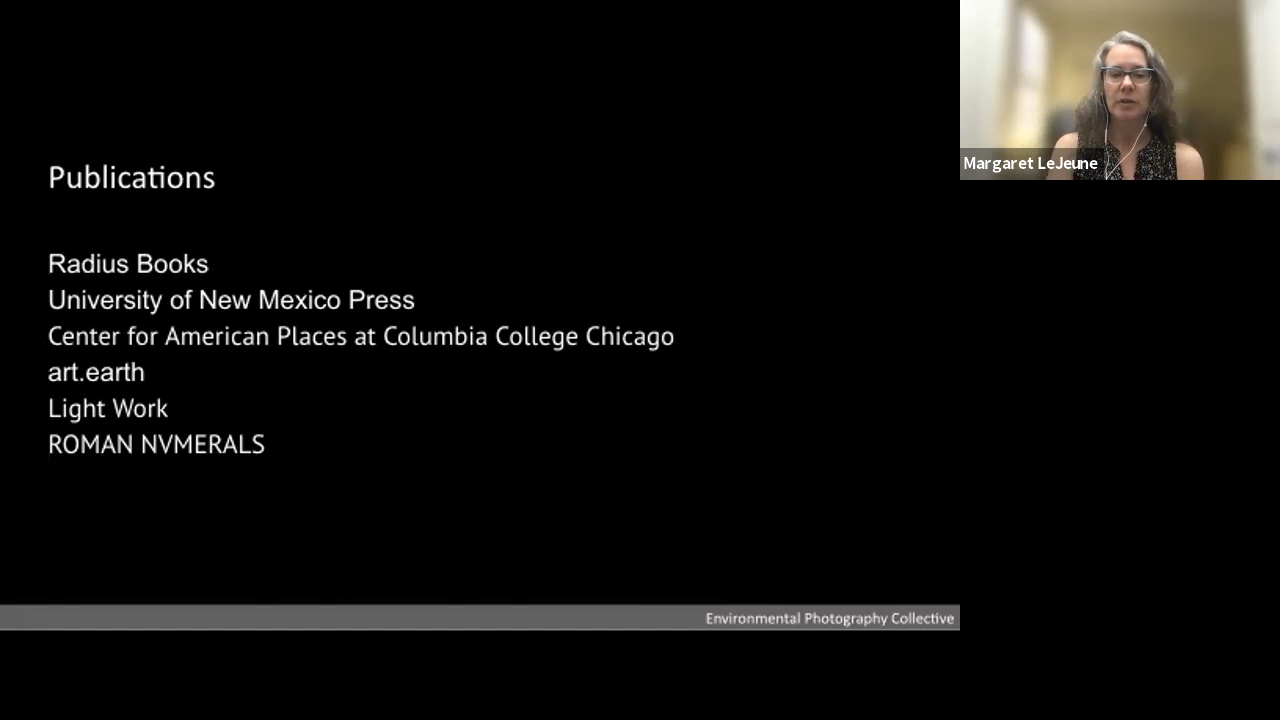 Publications
Radius Books
University of New Mexico Press
Center for American Places at Columbia College Chicago
art.earth
Light Work
ROMAN NVMERALS
Environmental Photography Collective
Margaret LeJeune